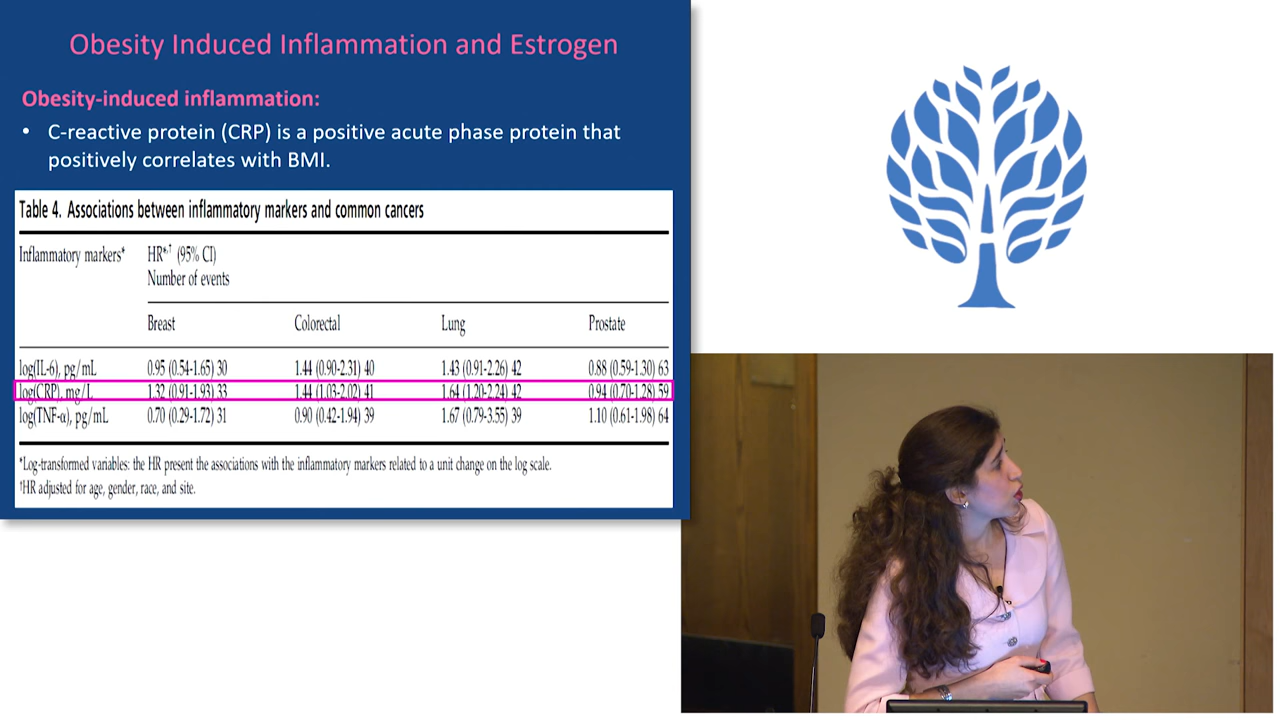 Obesity Induced Inflammation and Estrogen
Obesity-induced inflammation:
• C-reactive protein (CRP) is a positive acute phase protein that
positively correlates with BMI.
Table 4. Associations between inflammatory markers and common cancers
Inflammatory markers* HR*,† (95% CI)
Number of events
Breast Colorectal Lung Prostate
log(IL-6), pg/mL 0.95 (0.54-1.65) 30 1.44 (0.90-2.31) 40 1.43 (0.91-2.26) 42 0.88 (0.59-1.30) 63
log(CRP), mg/L 1.32 (0.91-1.93) 33 1.44 (1.03-2.02) 41 1.64 (1.20-2.24) 42 0.94 (0.70-1.28) 59
log(TNF-α), pg/mL 0.70 (0.29-1.72) 31 0.90 (0.42-1.94) 39 1.67 (0.79-3.55) 39 1.10 (0.61-1.98) 64
*Log-transformed variables: the HR present the associations with the inflammatory markers related to a unit change on the log scale.
†HR adjusted for age, gender, race, and site.